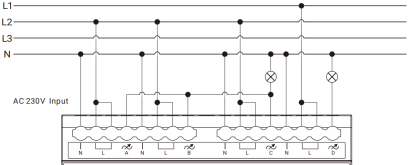 L1
L2
L3
N
AC 230V Input
N L A N L B N L C N L D